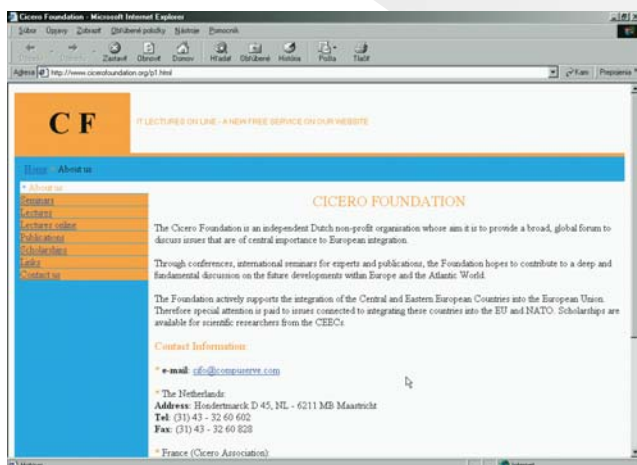 Cicero Foundation - Microsoft Internet Explorer
Súbor Úpravy Zobraziť Obľúbené položky Nástroje Pomocník
Zastaviť Obnoviť Domov Hľadať Obľúbené História Pošta Tlačiť
Adresa http://www.cicerofoundation.org/p1.html Kam Prepojenia
C F
IT LECTURES ON LINE - A NEW FREE SERVICE ON OUR WEBSITE
Home About us
* About us
Seminars
Lectures
Lectures online
Publications
Scholarships
Links
Contact us
CICERO FOUNDATION
The Cicero Foundation is an independent Dutch non-profit organisation whose aim it is to provide a broad, global forum to
discuss issues that are of central importance to European integration.
Through conferences, international seminars for experts and publications, the Foundation hopes to contribute to a deep and
fundamental discussion on the future developments within Europe and the Atlantic World.
The Foundation actively supports the integration of the Central and Eastern European Countries into the European Union.
Therefore special attention is paid to issues connected to integrating these countries into the EU and NATO. Scholarships are
available for scientific researchers from the CEECs.
Contact Information:
* e-mail: cifo@compuserve.com
* The Netherlands:
Address: Hondertmarck D 45, NL - 6211 MB Maastricht
Tel: (31) 43 - 32 60 602
Fax: (31) 43 - 32 60 828
* France (Cicero Association):
Internet